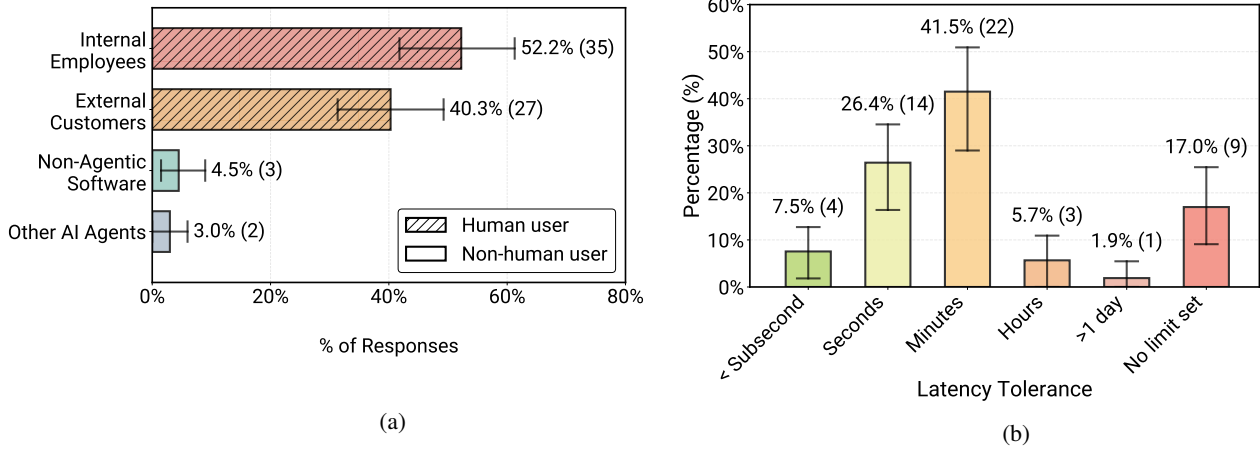 Internal
Employees
52.2% (35)
External
Customers
40.3% (27)
Non-Agentic
Software
4.5% (3)
Other AI Agents
3.0% (2)
Human user
Non-human user
0% 20% 40% 60% 80%
% of Responses
(a)
60%
50%
40%
30%
20%
10%
0%
Percentage (%)
7.5% (4)
26.4% (14)
41.5% (22)
5.7% (3)
1.9% (1)
17.0% (9)
< Subsecond
Seconds
Minutes
Hours
>1 day
No limit set
Latency Tolerance
(b)